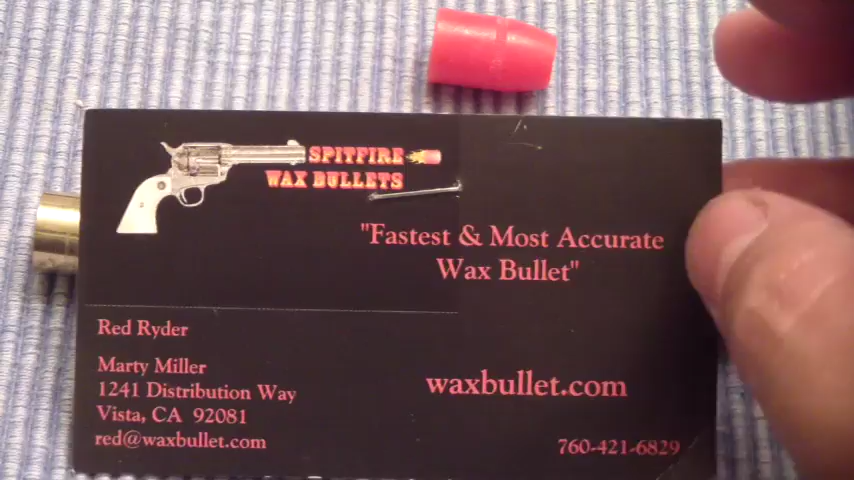 SPITFIRE
WAX BULLETS
"Fastest & Most Accurate
Wax Bullet"
Red Ryder
Marty Miller
1241 Distribution Way
Vista, CA 92081
red@waxbullet.com
waxbullet.com
760-421-6829